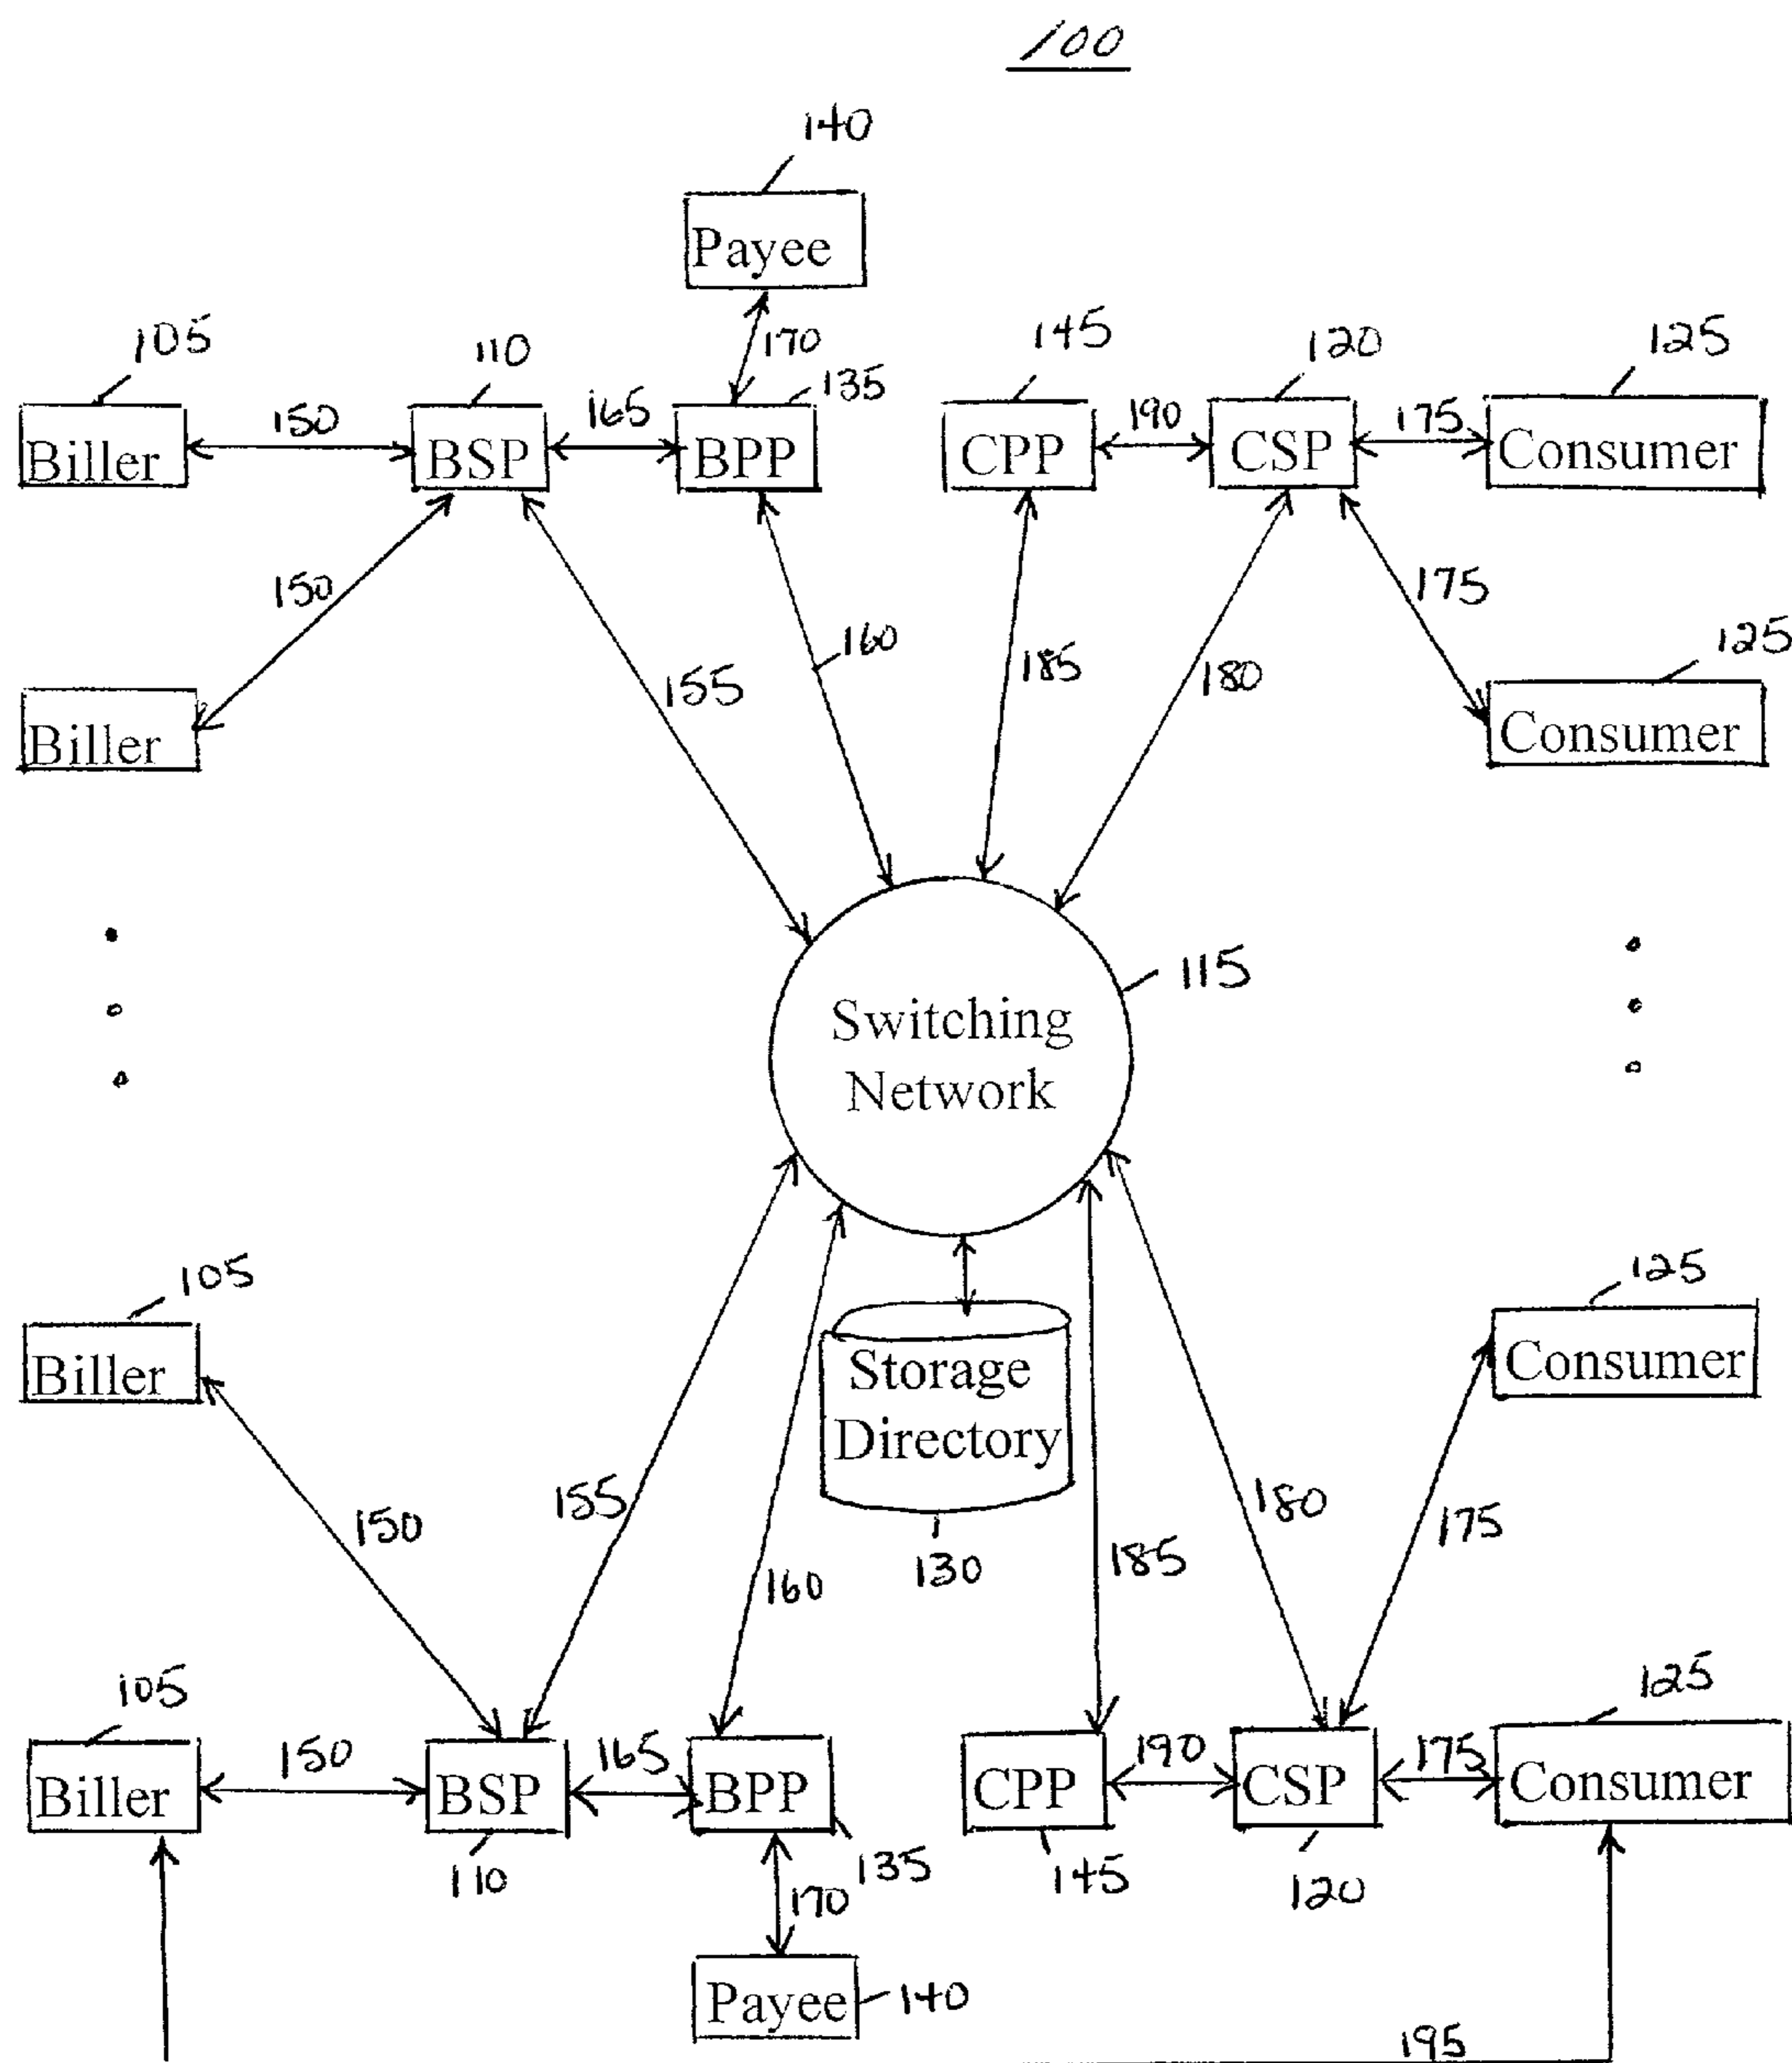 100
140
Payee
105
110
170
135
145
120
125
Biller
150
BSP
165
BPP
CPP
190
CSP
175
Consumer
150
175
160
155
185
180
125
Biller
Consumer
115
Switching
Network
105
125
Biller
Consumer
Storage
Directory
150
155
160
130
185
180
175
105
125
Biller
150
BSP
165
BPP
CPP
190
CSP
175
Consumer
110
135
145
120
170
Payee
140
195